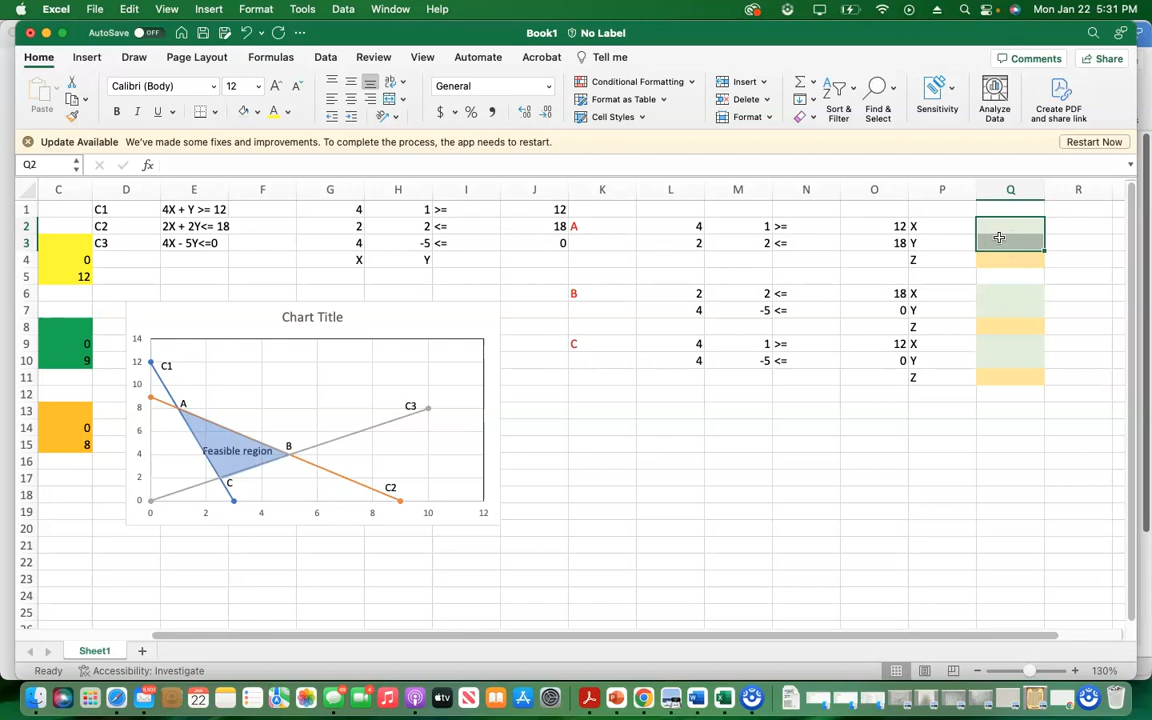 Excel File Edit View Insert Format Tools Data Window Help Mon Jan 22 5:31 PM
AutoSave OFF Book1 No Label
Home Insert Draw Page Layout Formulas Data Review View Automate Acrobat Tell me Comments Share
Paste Calibri (Body) 12 General Conditional Formatting Insert
Format as Table Delete
Cell Styles Format
B I U A $ % Sort & Filter Find & Select Sensitivity Analyze Data Create PDF and share link
Update Available We've made some fixes and improvements. To complete the process, the app needs to restart. Restart Now
Q2 fx
C D E F G H I J K L M N O P Q R
1 C1 4X + Y >= 12 4 1 >= 12
2 C2 2X + 2Y<= 18 2 2 <= 18 A 4 1 >= 12 X
3 C3 4X - 5Y<=0 4 -5 <= 0 2 2 <= 18 Y
4 0 X Y Z
5 12
6 B 2 2 <= 18 X
7 4 -5 <= 0 Y
8 Z
9 0 C 4 1 >= 12 X
10 9 4 -5 <= 0 Y
11 Z
12
13
14 0
15 8
16
17
18
19
20
21
22
23
24
25
Chart Title
14
12 C1
10
8 A C3
6
4 Feasible region B
2 C C2
0
0 2 4 6 8 10 12
Sheet1
Ready Accessibility: Investigate 130%
22
tv